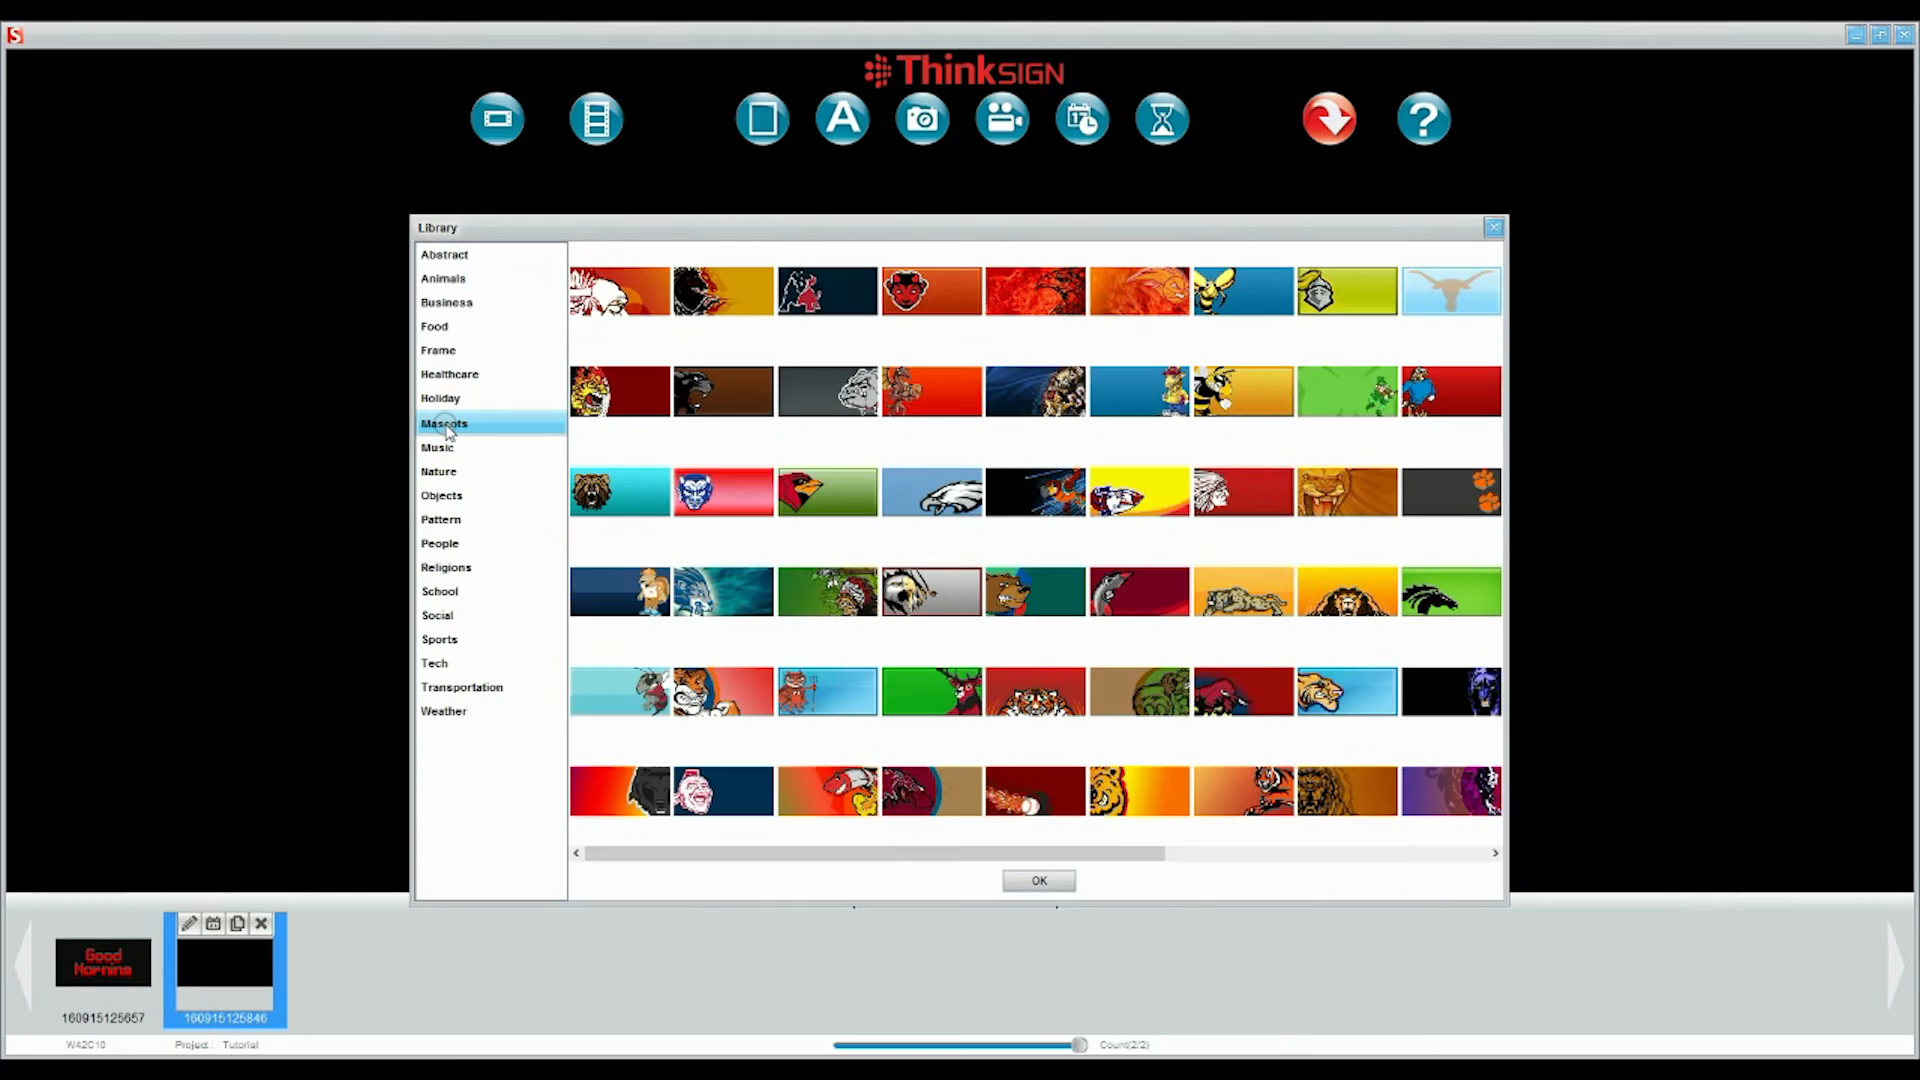 S
ThinkSIGN
A
17
?
Library
Abstract
Animals
Business
Food
Frame
Healthcare
Holiday
Mascots
Music
Nature
Objects
Pattern
People
Religions
School
Social
Sports
Tech
Transportation
Weather
OK
Good
Morning
160915125657
160915125846
W42C10
Project : Tutorial
Count(2/2)